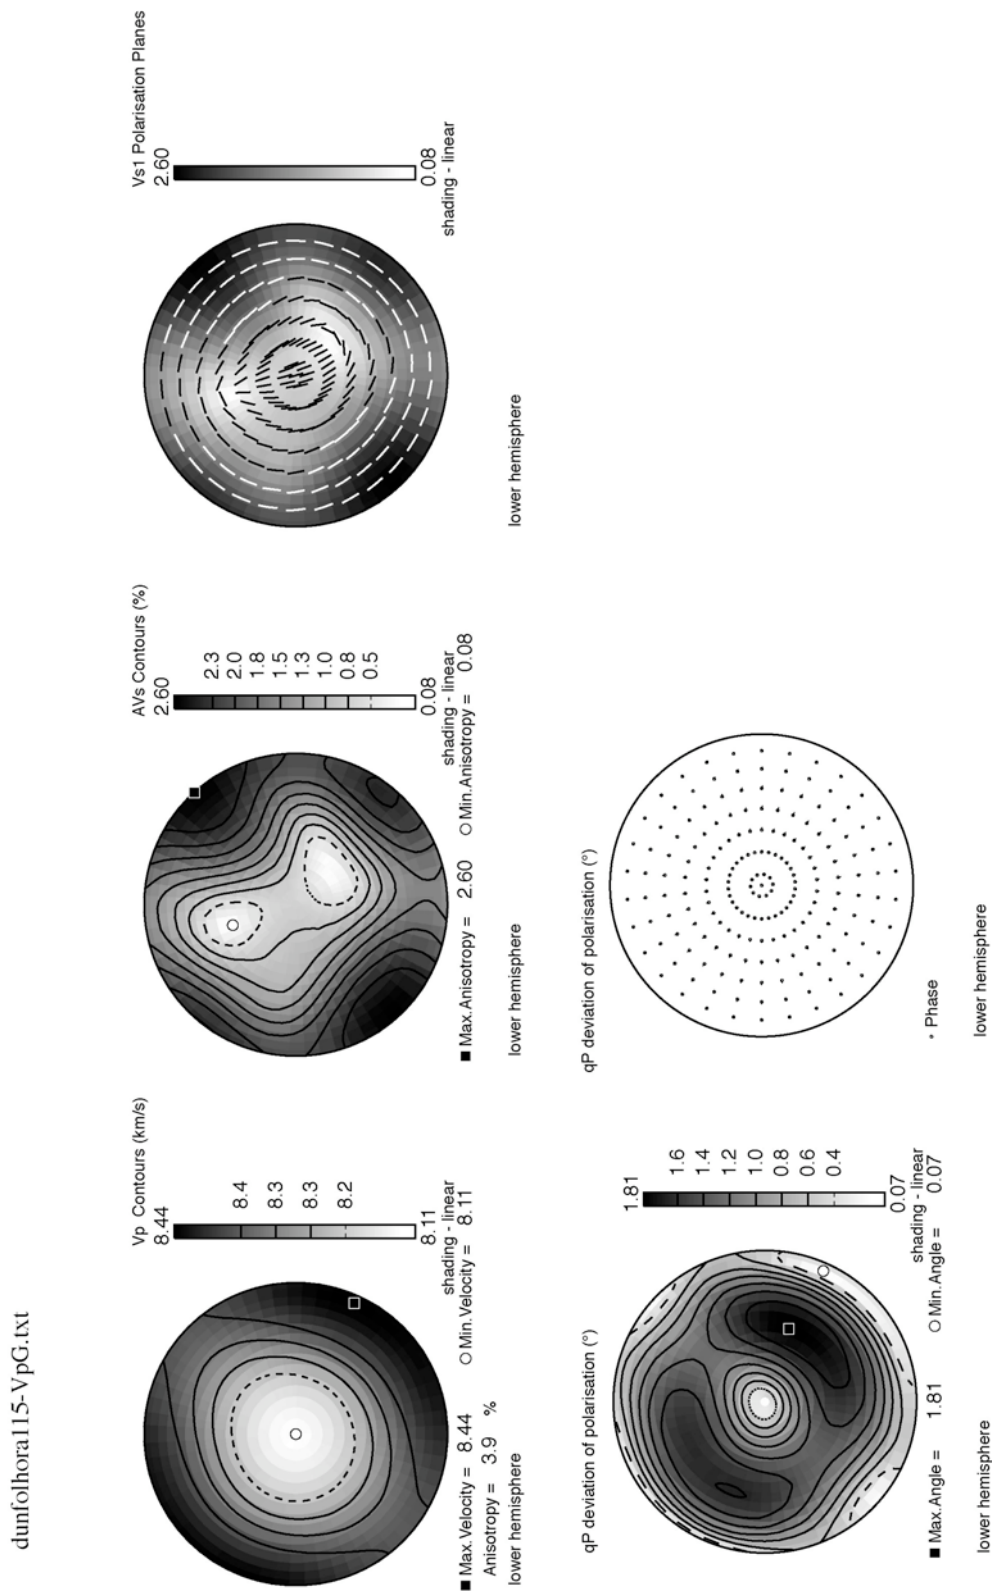 dunfolhora115-VpG.txt
Vp Contours (km/s)
8.44
8.4
8.3
8.3
8.2
8.11
shading - linear
■ Max.Velocity = 8.44 ○ Min.Velocity = 8.11
Anisotropy = 3.9 %
lower hemisphere
AVs Contours (%)
2.60
2.3
2.0
1.8
1.5
1.3
1.0
0.8
0.5
0.08
shading - linear
■ Max.Anisotropy = 2.60 ○ Min.Anisotropy = 0.08
lower hemisphere
Vs1 Polarisation Planes
2.60
0.08
shading - linear
lower hemisphere
qP deviation of polarisation (°)
1.81
1.6
1.4
1.2
1.0
0.8
0.6
0.4
0.07
shading - linear
■ Max.Angle = 1.81 ○ Min.Angle = 0.07
lower hemisphere
qP deviation of polarisation (°)
• Phase
lower hemisphere